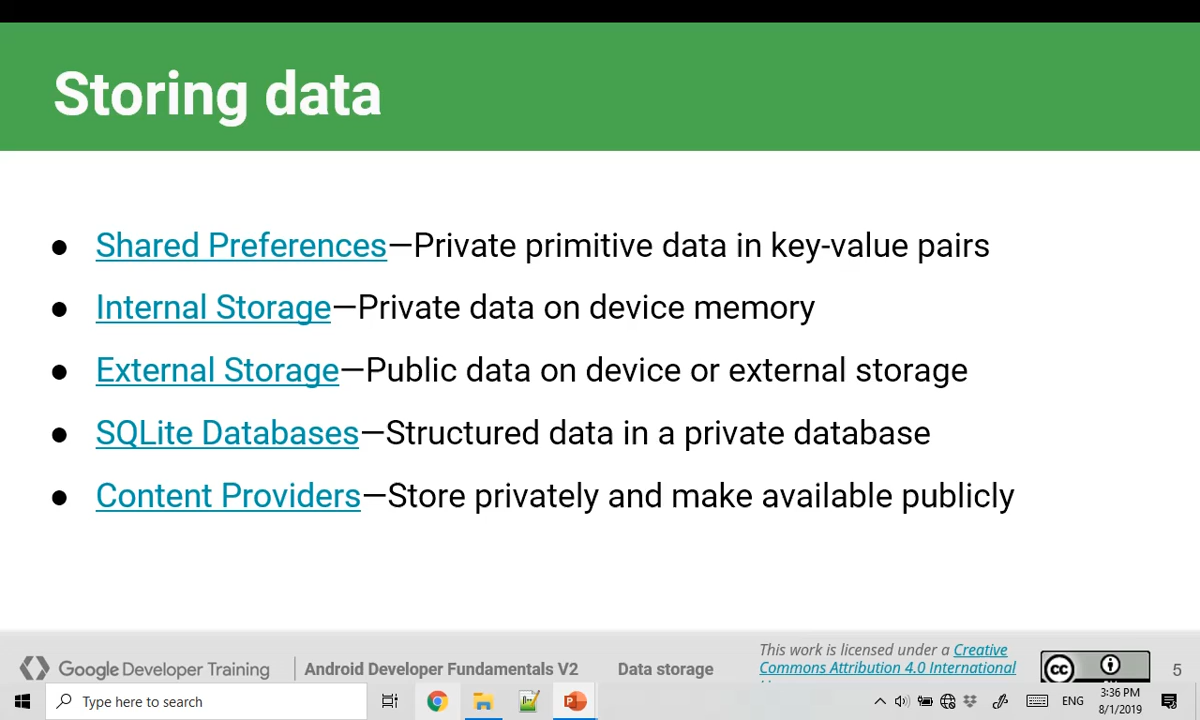 Storing data
● Shared Preferences—Private primitive data in key-value pairs
● Internal Storage—Private data on device memory
● External Storage—Public data on device or external storage
● SQLite Databases—Structured data in a private database
● Content Providers—Store privately and make available publicly
Google Developer Training
Android Developer Fundamentals V2
Data storage
This work is licensed under a Creative
Commons Attribution 4.0 International
cc
5
Type here to search
ENG
3:36 PM
8/1/2019